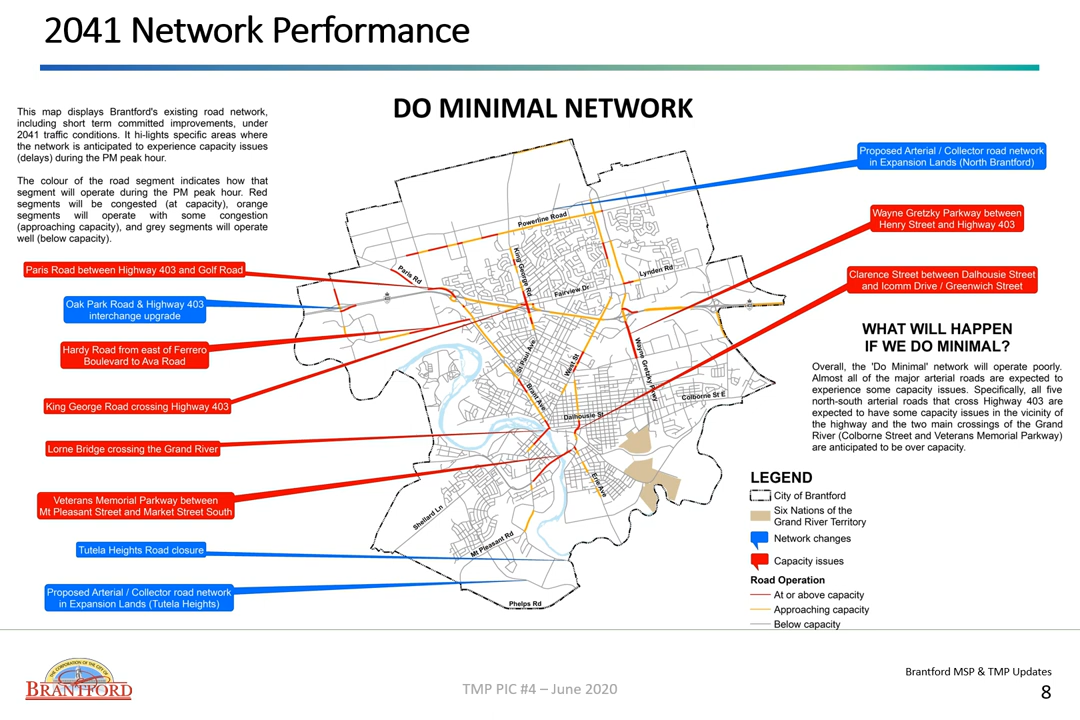 2041 Network Performance
This map displays Brantford's existing road network,
including short term committed improvements, under
2041 traffic conditions. It hi-lights specific areas where
the network is anticipated to experience capacity issues
(delays) during the PM peak hour.
The colour of the road segment indicates how that
segment will operate during the PM peak hour. Red
segments will be congested (at capacity), orange
segments will operate with some congestion
(approaching capacity), and grey segments will operate
well (below capacity).
DO MINIMAL NETWORK
Proposed Arterial / Collector road network
in Expansion Lands (North Brantford)
Wayne Gretzky Parkway between
Henry Street and Highway 403
Clarence Street between Dalhousie Street
and Icomm Drive / Greenwich Street
Paris Road between Highway 403 and Golf Road
Oak Park Road & Highway 403
interchange upgrade
Hardy Road from east of Ferrero
Boulevard to Ava Road
King George Road crossing Highway 403
Lorne Bridge crossing the Grand River
Veterans Memorial Parkway between
Mt Pleasant Street and Market Street South
Tutela Heights Road closure
Proposed Arterial / Collector road network
in Expansion Lands (Tutela Heights)
Powerline Road
Paris Rd
King George Rd
Lynden Rd
Fairview Dr
St Paul Ave
West St
Wayne Gretzky Pkwy
Brant Ave
Colborne St E
Dalhousie St
Erie Ave
Shellard Ln
Mt Pleasant Rd
Phelps Rd
WHAT WILL HAPPEN
IF WE DO MINIMAL?
Overall, the 'Do Minimal' network will operate poorly.
Almost all of the major arterial roads are expected to
experience some capacity issues. Specifically, all five
north-south arterial roads that cross Highway 403 are
expected to have some capacity issues in the vicinity of
the highway and the two main crossings of the Grand
River (Colborne Street and Veterans Memorial Parkway)
are anticipated to be over capacity.
LEGEND
City of Brantford
Six Nations of the
Grand River Territory
Network changes
Capacity issues
Road Operation
At or above capacity
Approaching capacity
Below capacity
THE CORPORATION OF THE CITY OF
BRANTFORD
TMP PIC #4 – June 2020
Brantford MSP & TMP Updates
8